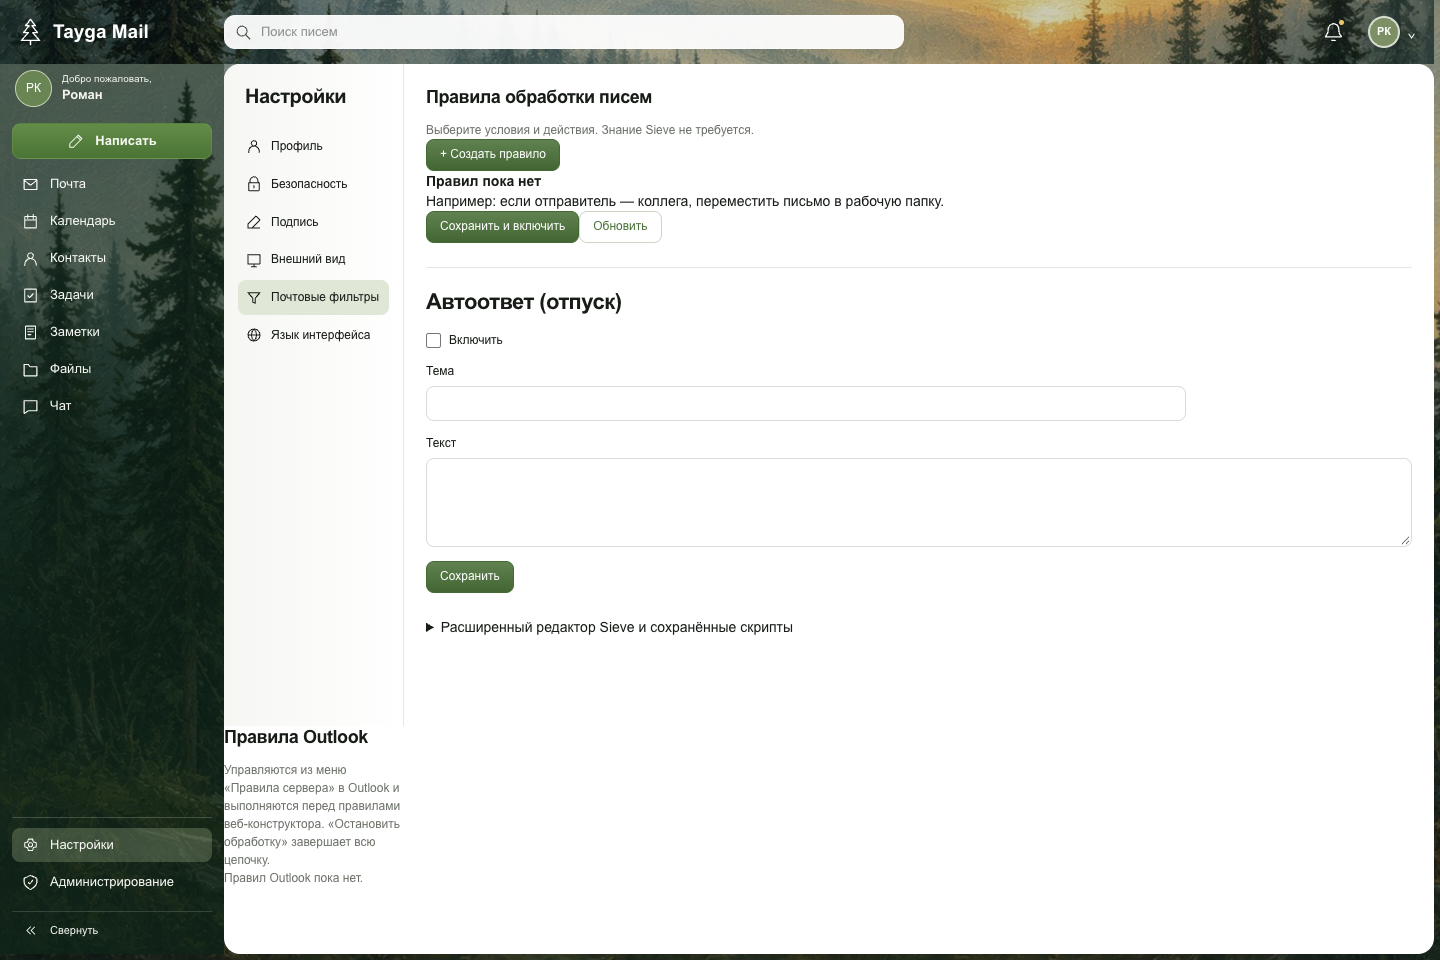 Tayga Mail
Поиск писем
РК
РК
Добро пожаловать,
Роман
Написать
Почта
Календарь
Контакты
Задачи
Заметки
Файлы
Чат
Настройки
Администрирование
Свернуть
Настройки
Профиль
Безопасность
Подпись
Внешний вид
Почтовые фильтры
Язык интерфейса
Правила обработки писем
Выберите условия и действия. Знание Sieve не требуется.
+ Создать правило
Правил пока нет
Например: если отправитель — коллега, переместить письмо в рабочую папку.
Сохранить и включить
Обновить
Автоответ (отпуск)
Включить
Тема
Текст
Сохранить
Расширенный редактор Sieve и сохранённые скрипты
Правила Outlook
Управляются из меню
«Правила сервера» в Outlook и
выполняются перед правилами
веб-конструктора. «Остановить
обработку» завершает всю
цепочку.
Правил Outlook пока нет.